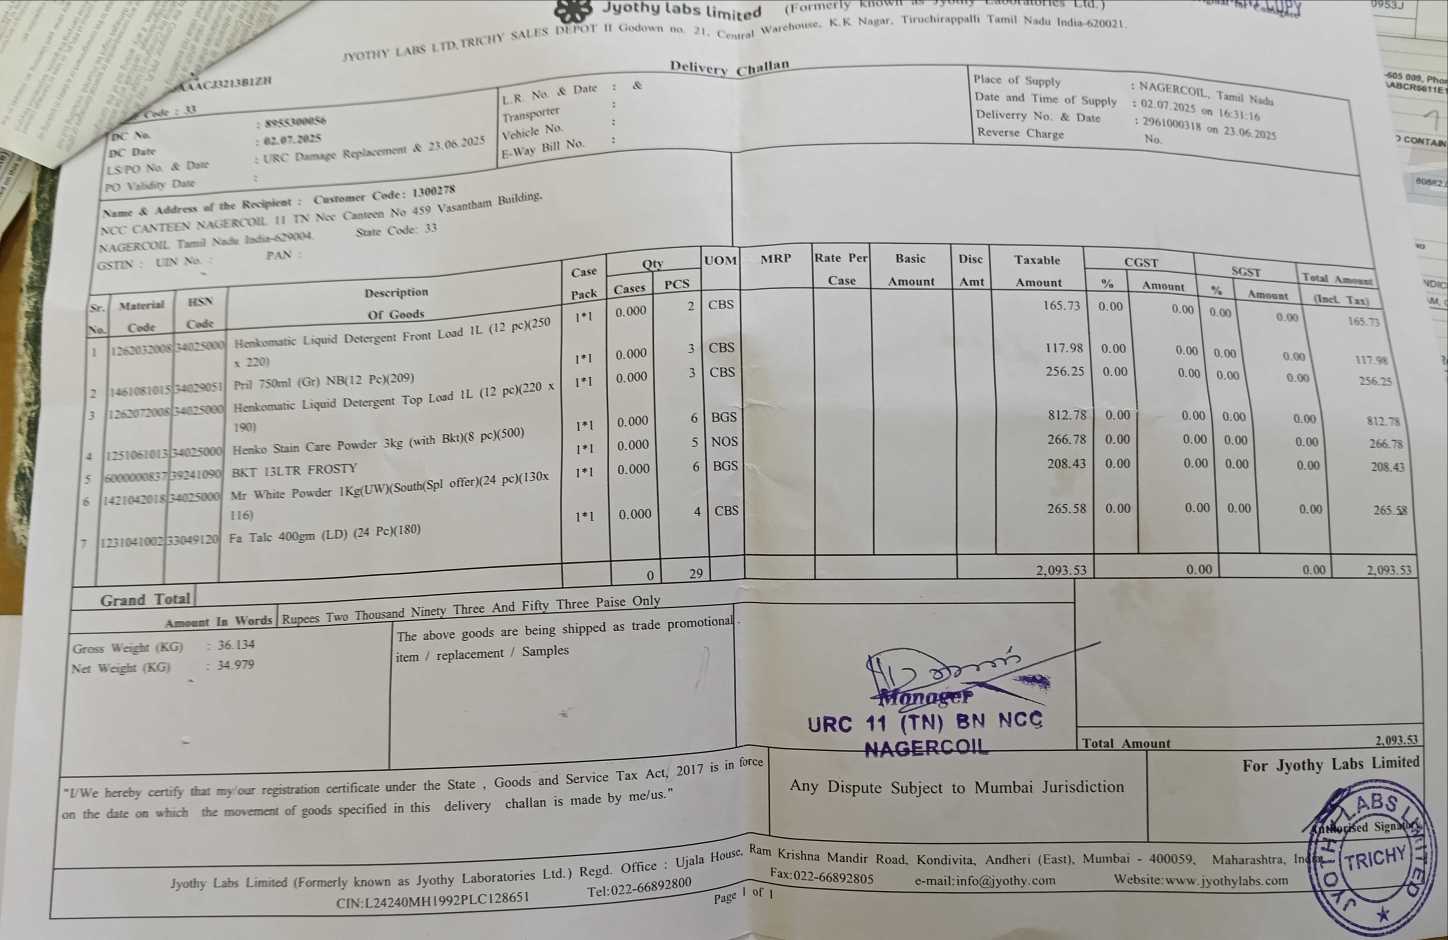 Jyothy labs limited (Formerly known as Jyothy Laboratories Ltd.)
JYOTHY LABS LTD,TRICHY SALES DEPOT II Godown no. 21, Central Warehouse, K.K Nagar, Tiruchirappalli Tamil Nadu India-620021.
Delivery Challan
AAACJ3213B1ZH
Code : 33
DC No. : 8955300056
DC Date : 02.07.2025
LS/PO No. & Date : URC Damage Replacement & 23.06.2025
PO Validity Date :
L.R. No. & Date : &
Transporter :
Vehicle No. :
E-Way Bill No. :
Place of Supply : NAGERCOIL, Tamil Nadu
Date and Time of Supply : 02.07.2025 on 16:31:16
Deliverry No. & Date : 2961000318 on 23.06.2025
Reverse Charge No.
Name & Address of the Recipient : Customer Code: 1300278
NCC CANTEEN NAGERCOIL 11 TN Ncc Canteen No 459 Vasantham Building,
NAGERCOIL Tamil Nadu India-629004. State Code: 33
GSTIN : UIN No. : PAN :
Sr. No. Material Code HSN Code Description Of Goods Case Pack Qty Cases PCS UOM MRP Rate Per Case Basic Amount Disc Amt Taxable Amount CGST % Amount SGST % Amount Total Amount (Incl. Tax)
1 1262032008 34025000 Henkomatic Liquid Detergent Front Load 1L (12 pc)(250 1*1 0.000 2 CBS 165.73 0.00 0.00 0.00 0.00 165.73
x 220)
2 1461081015 34029051 Pril 750ml (Gr) NB(12 Pc)(209) 1*1 0.000 3 CBS 117.98 0.00 0.00 0.00 0.00 117.98
3 1262072008 34025000 Henkomatic Liquid Detergent Top Load 1L (12 pc)(220 x 1*1 0.000 3 CBS 256.25 0.00 0.00 0.00 0.00 256.25
190)
4 1251061013 34025000 Henko Stain Care Powder 3kg (with Bkt)(8 pc)(500) 1*1 0.000 6 BGS 812.78 0.00 0.00 0.00 0.00 812.78
5 6000000837 39241090 BKT 13LTR FROSTY 1*1 0.000 5 NOS 266.78 0.00 0.00 0.00 0.00 266.78
6 1421042018 34025000 Mr White Powder 1Kg(UW)(South(Spl offer)(24 pc)(130x 1*1 0.000 6 BGS 208.43 0.00 0.00 0.00 0.00 208.43
116)
7 1231041002 33049120 Fa Talc 400gm (LD) (24 Pc)(180) 1*1 0.000 4 CBS 265.58 0.00 0.00 0.00 0.00 265.58
Grand Total 0 29 2,093.53 0.00 0.00 2,093.53
Amount In Words Rupees Two Thousand Ninety Three And Fifty Three Paise Only
Gross Weight (KG) : 36.134
Net Weight (KG) : 34.979
The above goods are being shipped as trade promotional
item / replacement / Samples
Manager
URC 11 (TN) BN NCC
NAGERCOIL
Total Amount 2,093.53
"I/We hereby certify that my/our registration certificate under the State , Goods and Service Tax Act, 2017 is in force
on the date on which the movement of goods specified in this delivery challan is made by me/us."
Any Dispute Subject to Mumbai Jurisdiction
For Jyothy Labs Limited
Authorised Signatory
JYOTHY LABS LIMITED
TRICHY
Jyothy Labs Limited (Formerly known as Jyothy Laboratories Ltd.) Regd. Office : Ujala House, Ram Krishna Mandir Road, Kondivita, Andheri (East), Mumbai - 400059, Maharashtra, India
CIN:L24240MH1992PLC128651 Tel:022-66892800 Fax:022-66892805 e-mail:info@jyothy.com Website:www.jyothylabs.com
Page 1 of 1